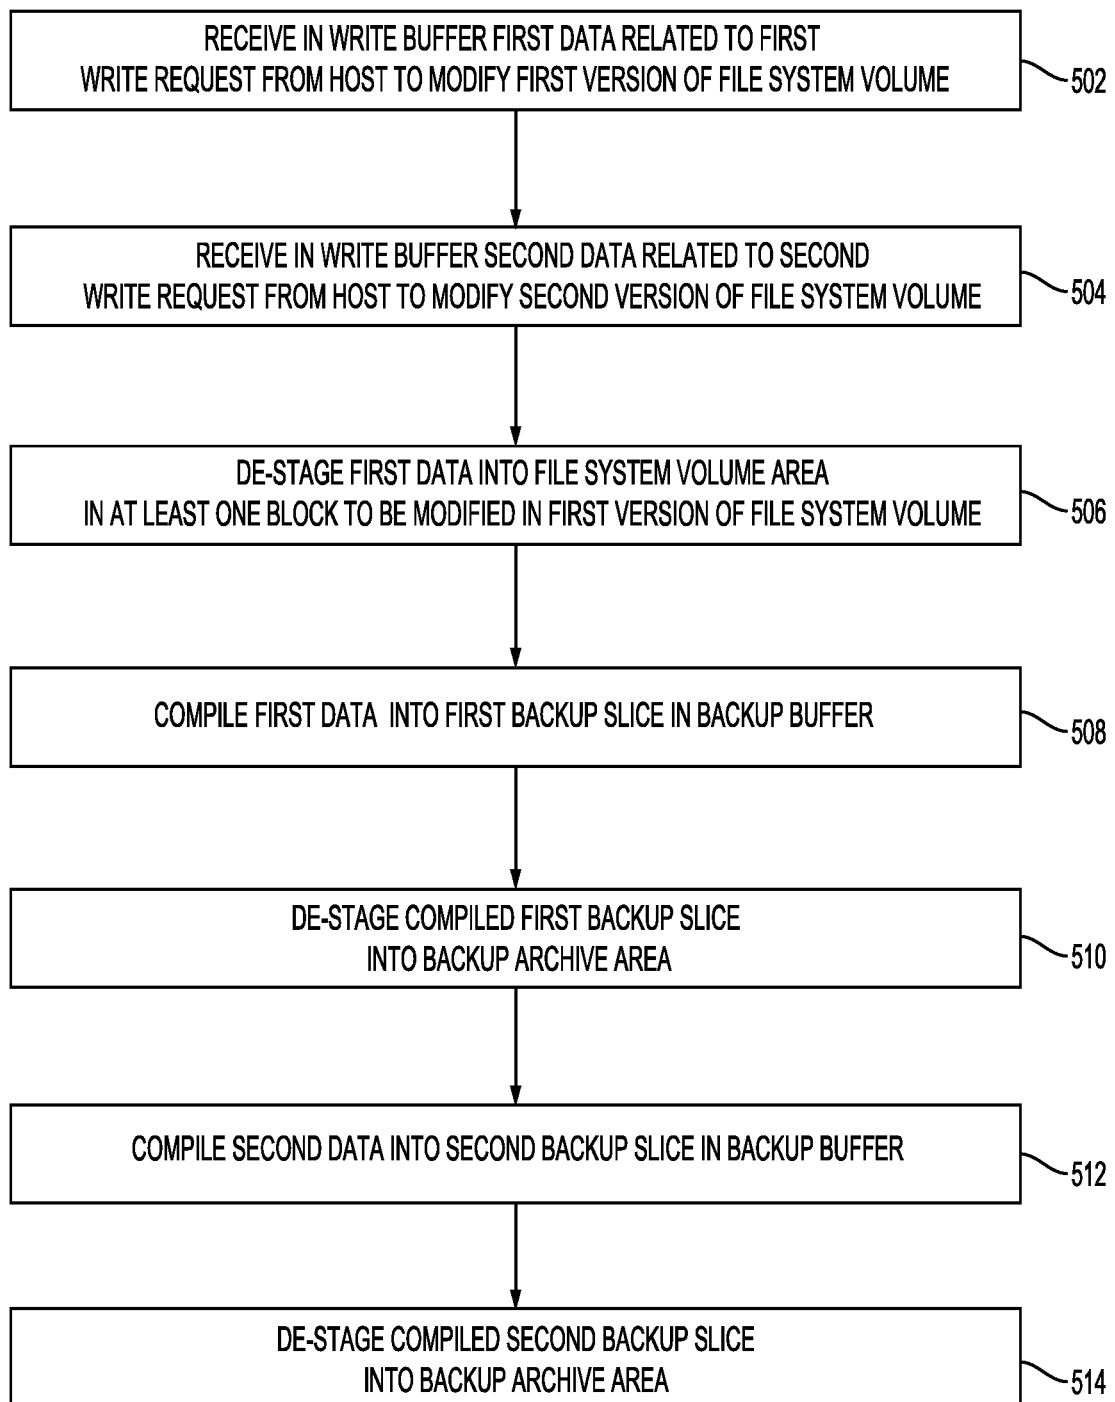 RECEIVE IN WRITE BUFFER FIRST DATA RELATED TO FIRST
WRITE REQUEST FROM HOST TO MODIFY FIRST VERSION OF FILE SYSTEM VOLUME
502
RECEIVE IN WRITE BUFFER SECOND DATA RELATED TO SECOND
WRITE REQUEST FROM HOST TO MODIFY SECOND VERSION OF FILE SYSTEM VOLUME
504
DE-STAGE FIRST DATA INTO FILE SYSTEM VOLUME AREA
IN AT LEAST ONE BLOCK TO BE MODIFIED IN FIRST VERSION OF FILE SYSTEM VOLUME
506
COMPILE FIRST DATA INTO FIRST BACKUP SLICE IN BACKUP BUFFER
508
DE-STAGE COMPILED FIRST BACKUP SLICE
INTO BACKUP ARCHIVE AREA
510
COMPILE SECOND DATA INTO SECOND BACKUP SLICE IN BACKUP BUFFER
512
DE-STAGE COMPILED SECOND BACKUP SLICE
INTO BACKUP ARCHIVE AREA
514